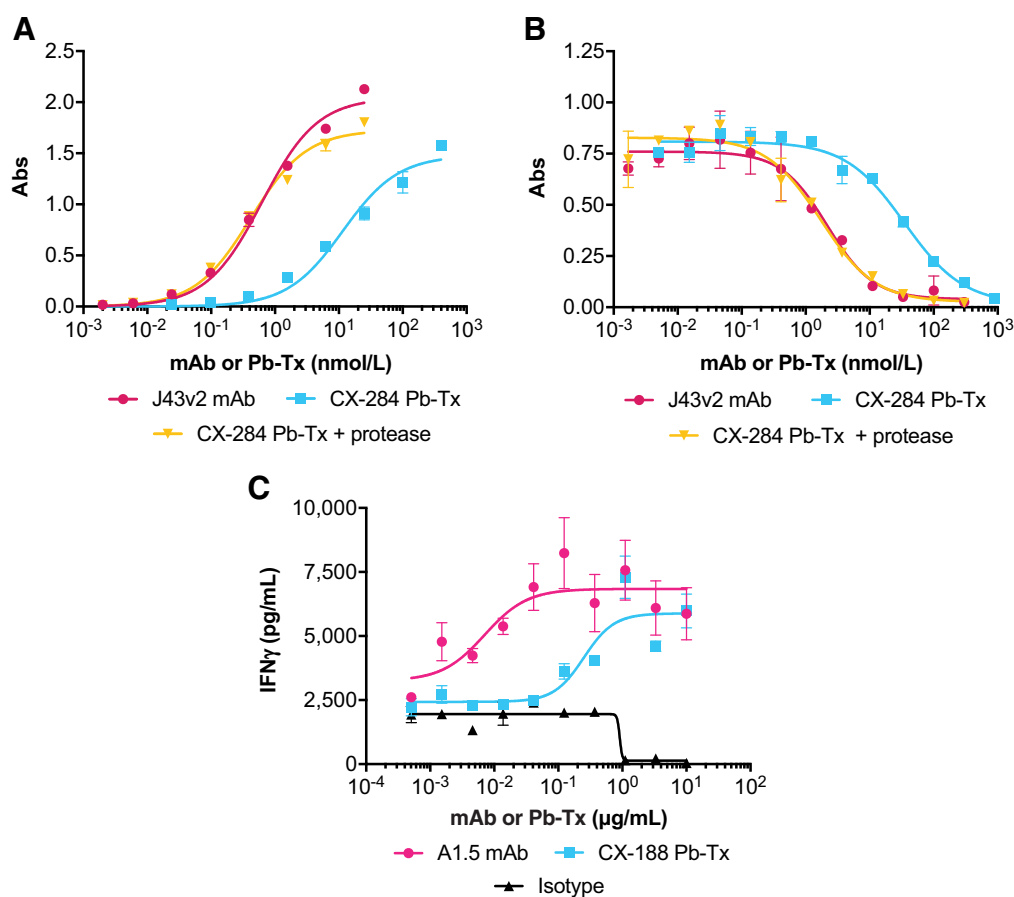 A
2.5
2.0
1.5
1.0
0.5
0.0
Abs
10-3 10-2 10-1 100 101 102 103
mAb or Pb-Tx (nmol/L)
J43v2 mAb CX-284 Pb-Tx
CX-284 Pb-Tx + protease
B
1.25
1.00
0.75
0.50
0.25
0.00
Abs
10-3 10-2 10-1 100 101 102 103
mAb or Pb-Tx (nmol/L)
J43v2 mAb CX-284 Pb-Tx
CX-284 Pb-Tx + protease
C
10,000
7,500
5,000
2,500
0
IFNγ (pg/mL)
10-4 10-3 10-2 10-1 100 101 102
mAb or Pb-Tx (µg/mL)
A1.5 mAb CX-188 Pb-Tx
Isotype